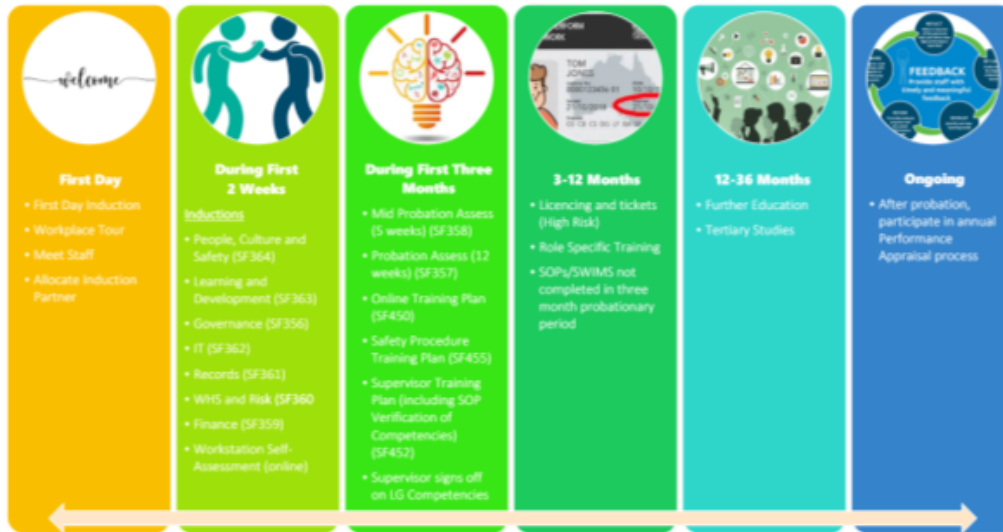 welcome
First Day
• First Day Induction
• Workplace Tour
• Meet Staff
• Allocate Induction
Partner
During First
2 Weeks
Inductions
• People, Culture and
Safety (SF364)
• Learning and
Development (SF363)
• Governance (SF356)
• IT (SF362)
• Records (SF361)
• WHS and Risk (SF360
• Finance (SF359)
• Workstation Self-
Assessment (online)
During First Three
Months
• Mid Probation Assess
(5 weeks) (SF358)
• Probation Assess (12
weeks) (SF357)
• Online Training Plan
(SF450)
• Safety Procedure
Training Plan (SF455)
• Supervisor Training
Plan (including SOP
Verification of
Competencies)
(SF452)
• Supervisor signs off
on LG Competencies
TOM
JONES
3-12 Months
• Licencing and tickets
(High Risk)
• Role Specific Training
• SOPs/SWIMS not
completed in three
month probationary
period
12-36 Months
• Further Education
• Tertiary Studies
FEEDBACK
Provide staff with
timely and meaningful
feedback
Ongoing
• After probation,
participate in annual
Performance
Appraisal process